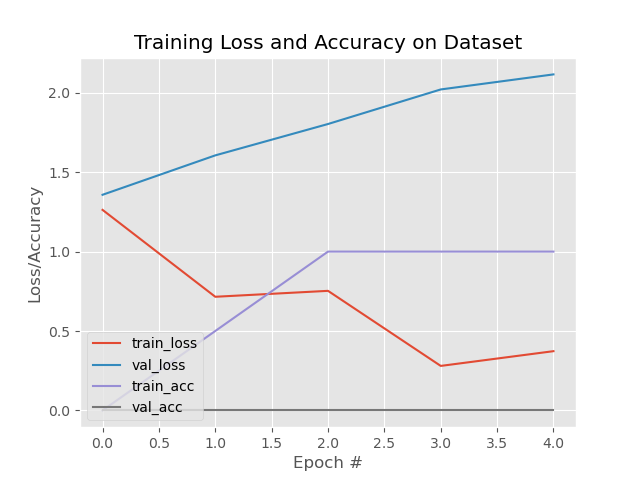 Training Loss and Accuracy on Dataset
2.0
1.5
1.0
0.5
0.0
Loss/Accuracy
train_loss
val_loss
train_acc
val_acc
0.0 0.5 1.0 1.5 2.0 2.5 3.0 3.5 4.0
Epoch #